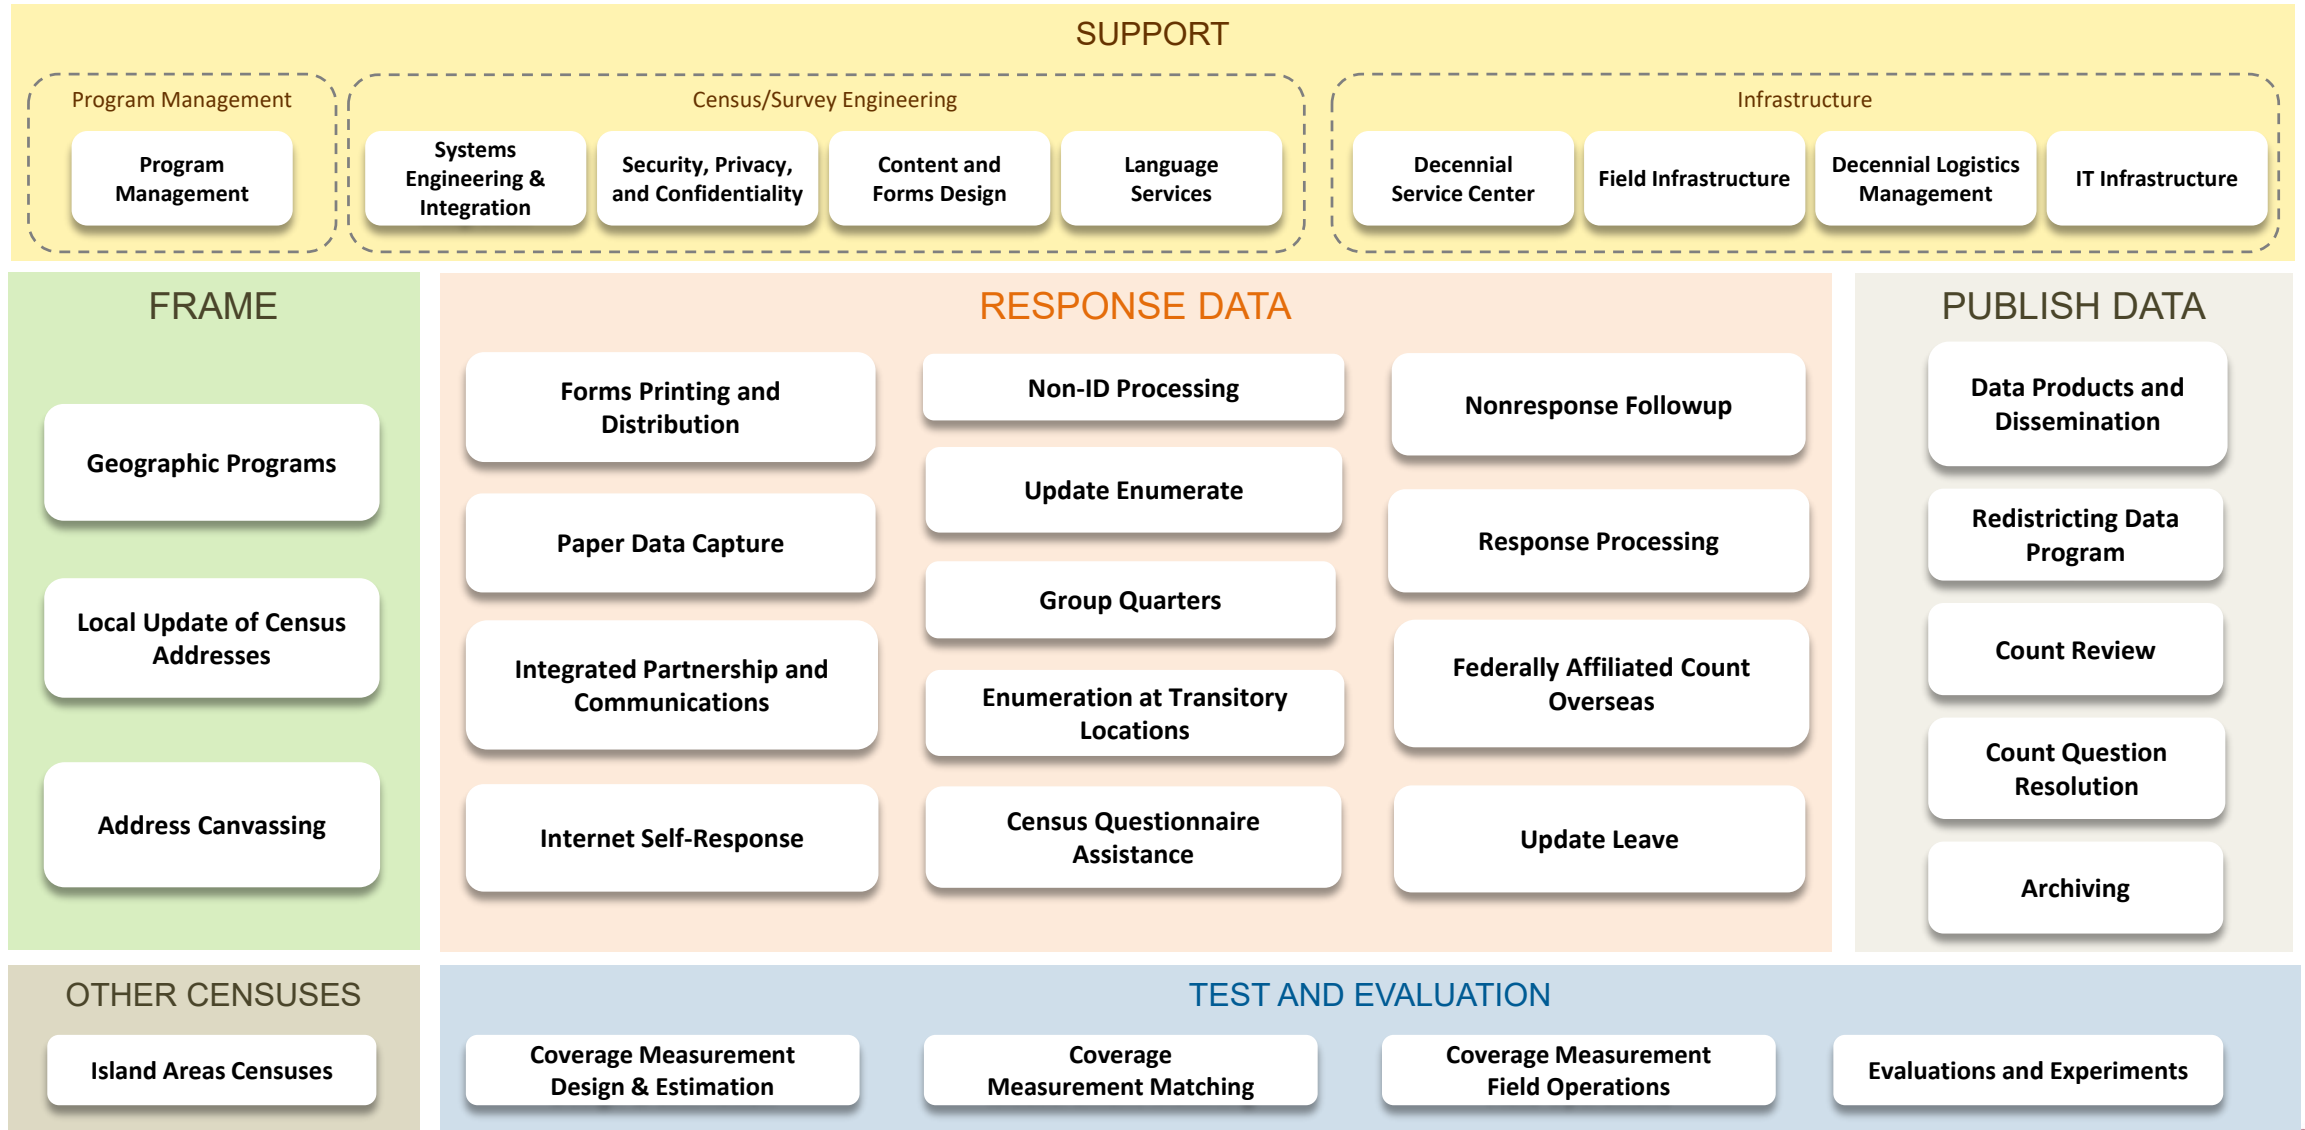 SUPPORT
Program Management
Program
Management
Census/Survey Engineering
Systems
Engineering &
Integration
Security, Privacy,
and Confidentiality
Content and
Forms Design
Language
Services
Infrastructure
Decennial
Service Center
Field Infrastructure
Decennial Logistics
Management
IT Infrastructure
FRAME
Geographic Programs
Local Update of Census
Addresses
Address Canvassing
RESPONSE DATA
Forms Printing and
Distribution
Paper Data Capture
Integrated Partnership and
Communications
Internet Self-Response
Non-ID Processing
Update Enumerate
Group Quarters
Enumeration at Transitory
Locations
Census Questionnaire
Assistance
Nonresponse Followup
Response Processing
Federally Affiliated Count
Overseas
Update Leave
PUBLISH DATA
Data Products and
Dissemination
Redistricting Data
Program
Count Review
Count Question
Resolution
Archiving
OTHER CENSUSES
Island Areas Censuses
TEST AND EVALUATION
Coverage Measurement
Design & Estimation
Coverage
Measurement Matching
Coverage Measurement
Field Operations
Evaluations and Experiments